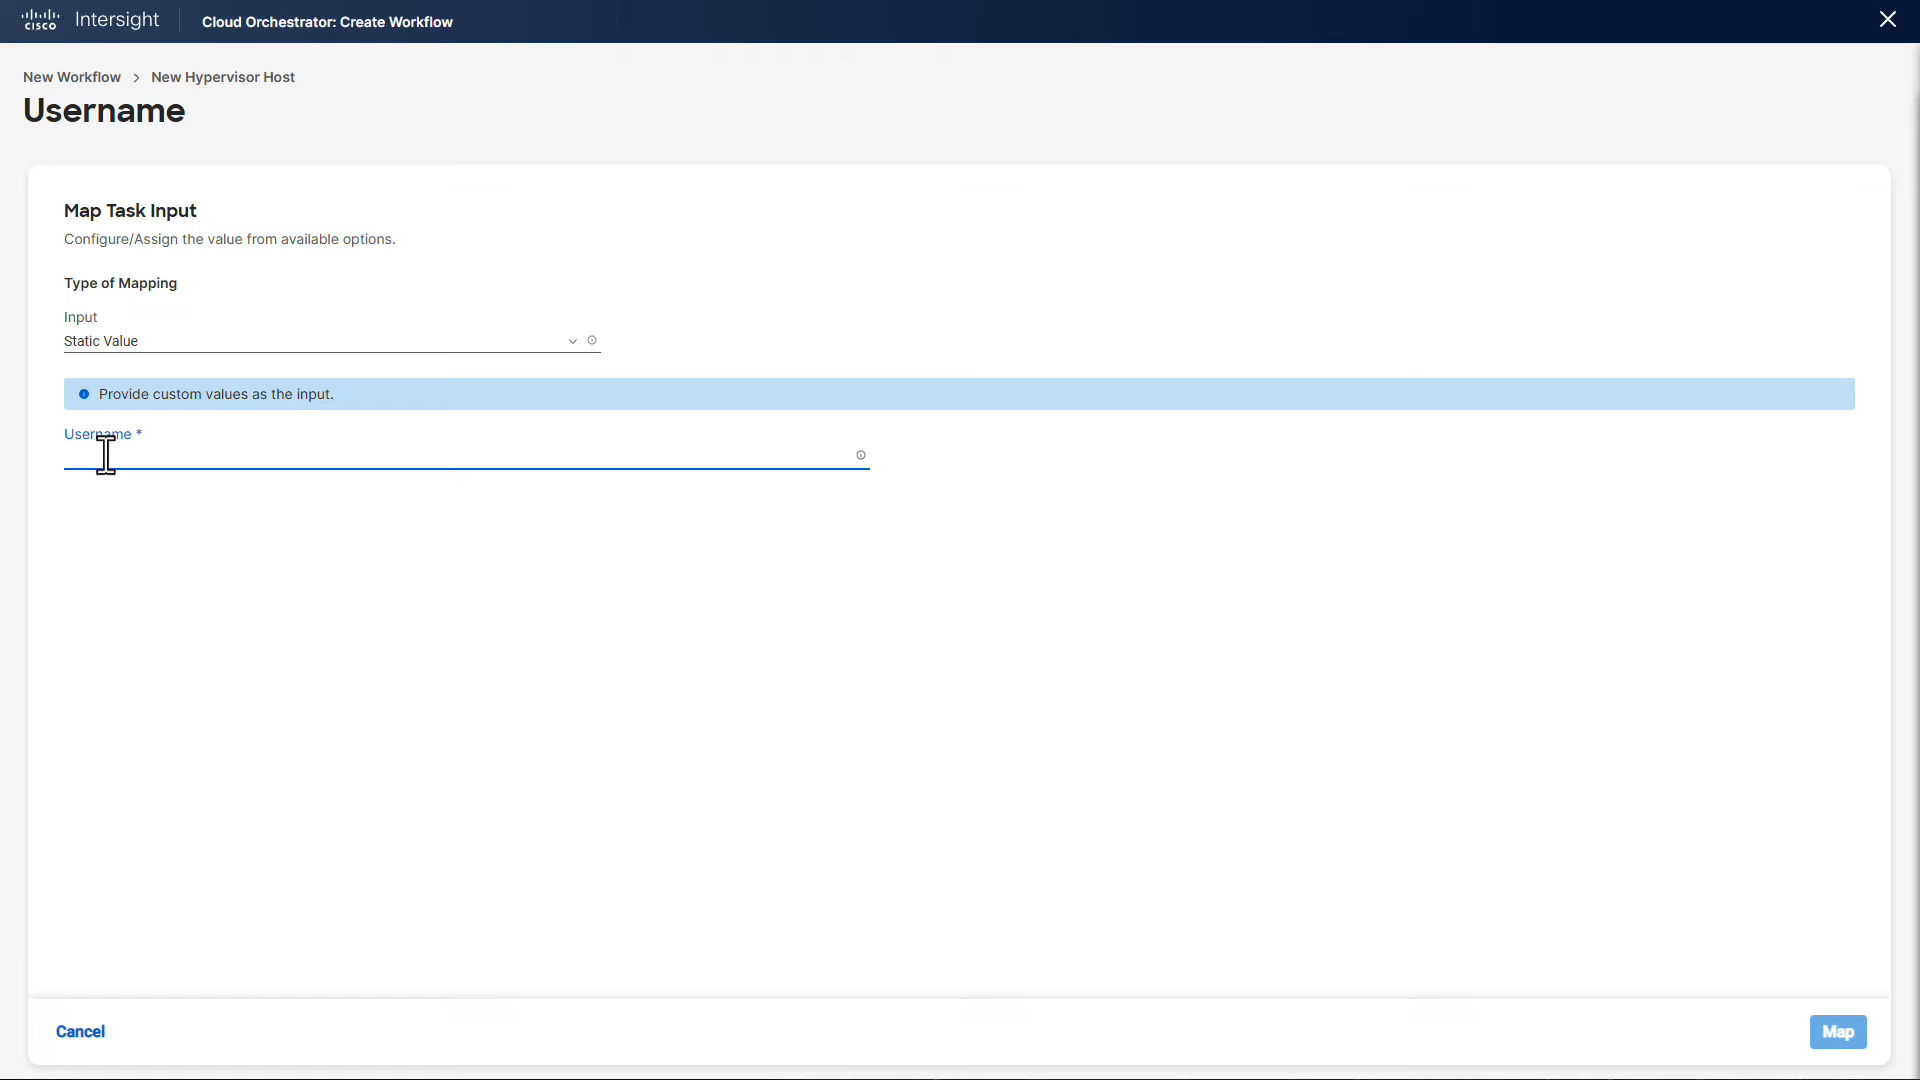 CISCO Intersight Cloud Orchestrator: Create Workflow
New Workflow > New Hypervisor Host
Username
Map Task Input
Configure/Assign the value from available options.
Type of Mapping
Input
Static Value
Provide custom values as the input.
Username *
Cancel
Map